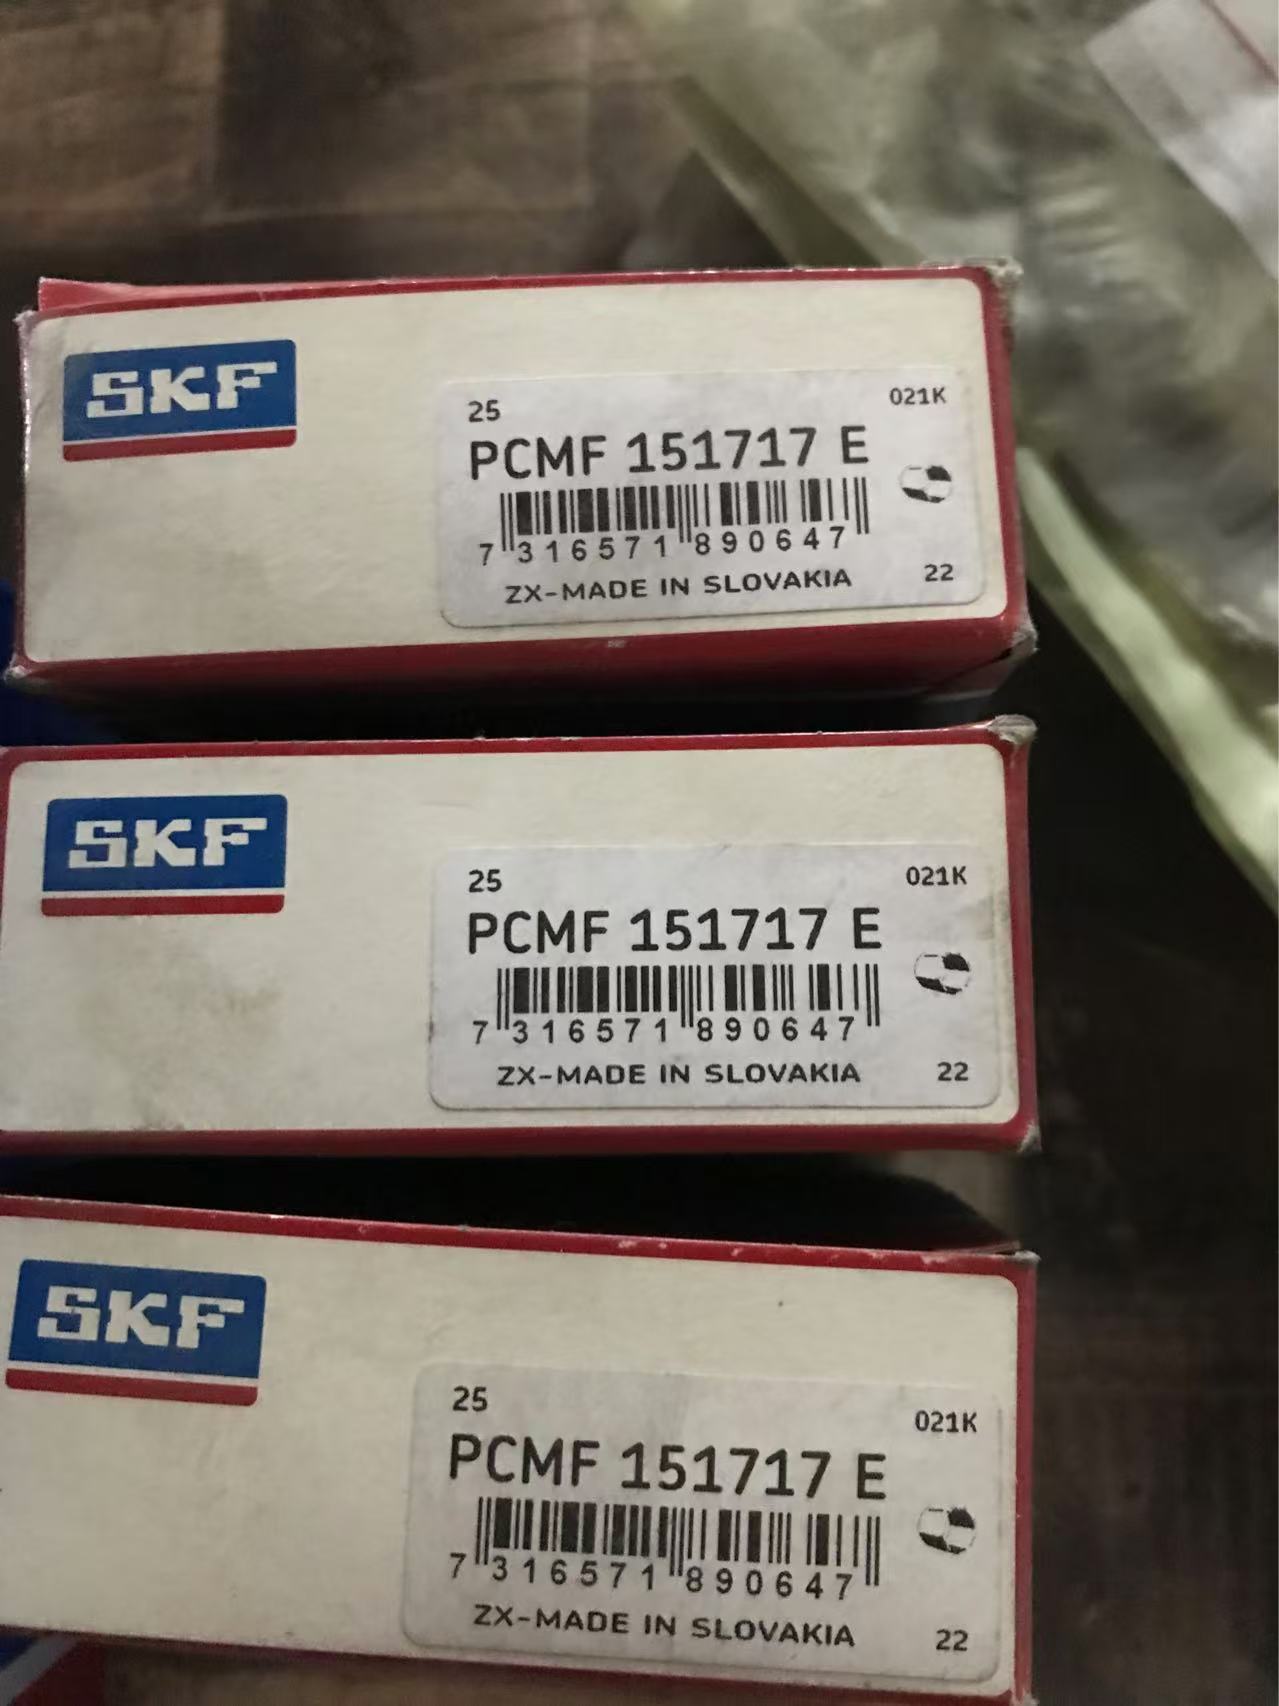 SKF
25
021K
PCMF 151717 E
7 316571 890647
ZX-MADE IN SLOVAKIA
22
SKF
25
021K
PCMF 151717 E
7 316571 890647
ZX-MADE IN SLOVAKIA
22
SKF
25
021K
PCMF 151717 E
7 316571 890647
ZX-MADE IN SLOVAKIA
22